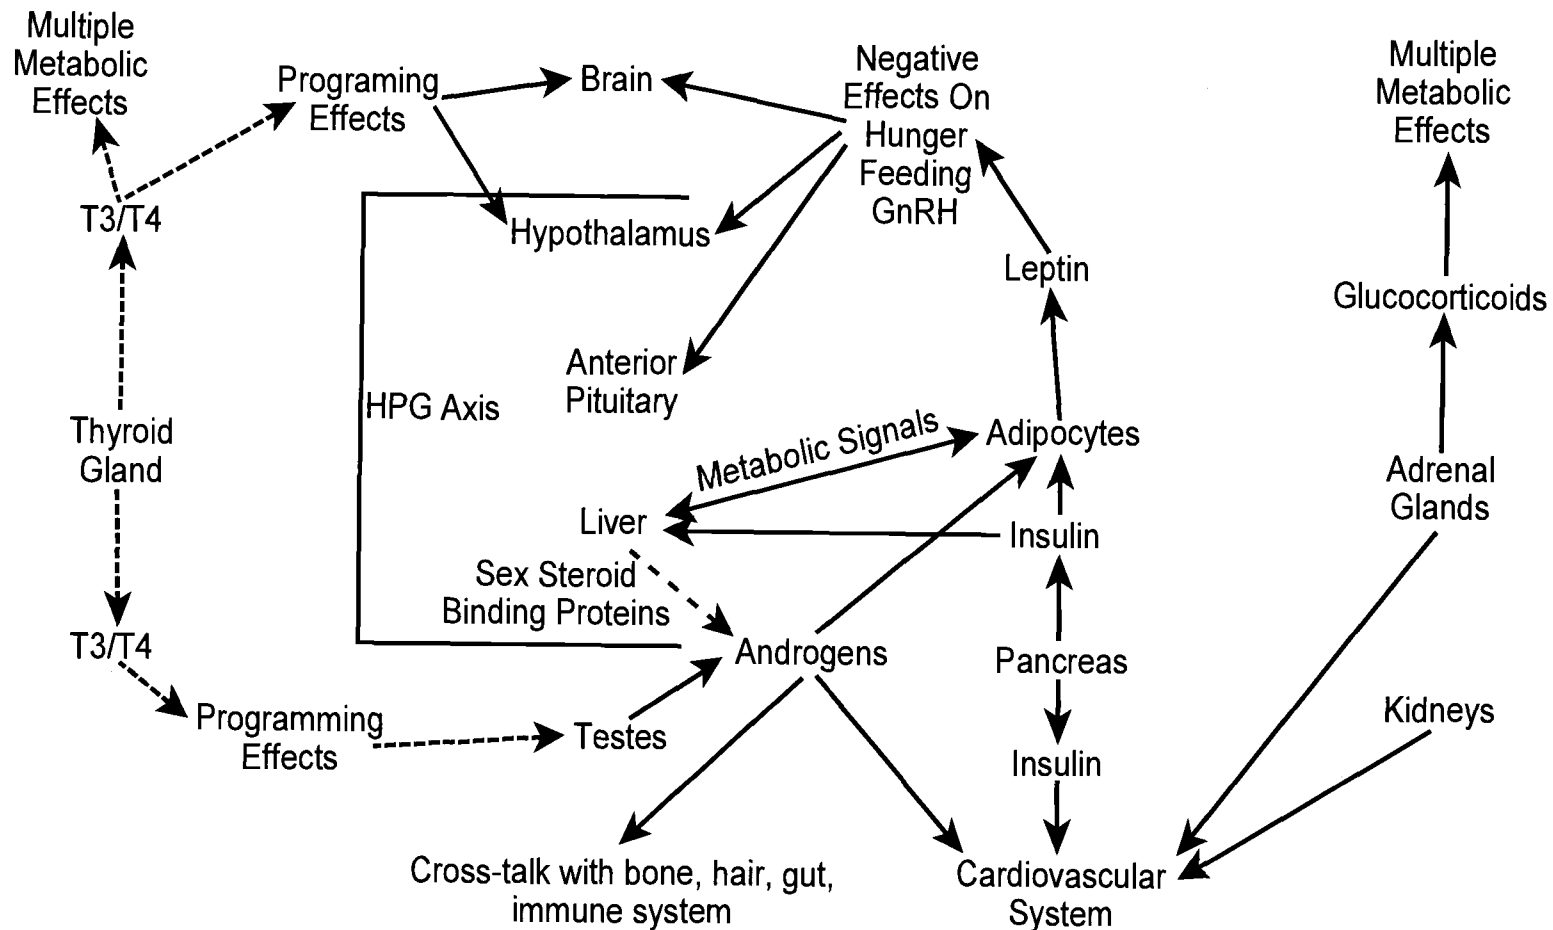 Multiple
Metabolic
Effects
Programing
Effects
Brain
Negative
Effects On
Hunger
Feeding
GnRH
Multiple
Metabolic
Effects
T3/T4
Hypothalamus
Leptin
Glucocorticoids
Anterior
Pituitary
HPG Axis
Thyroid
Gland
Metabolic Signals
Adipocytes
Adrenal
Glands
Liver
Insulin
Sex Steroid
Binding Proteins
T3/T4
Androgens
Pancreas
Programming
Effects
Testes
Kidneys
Insulin
Cross-talk with bone, hair, gut,
immune system
Cardiovascular
System